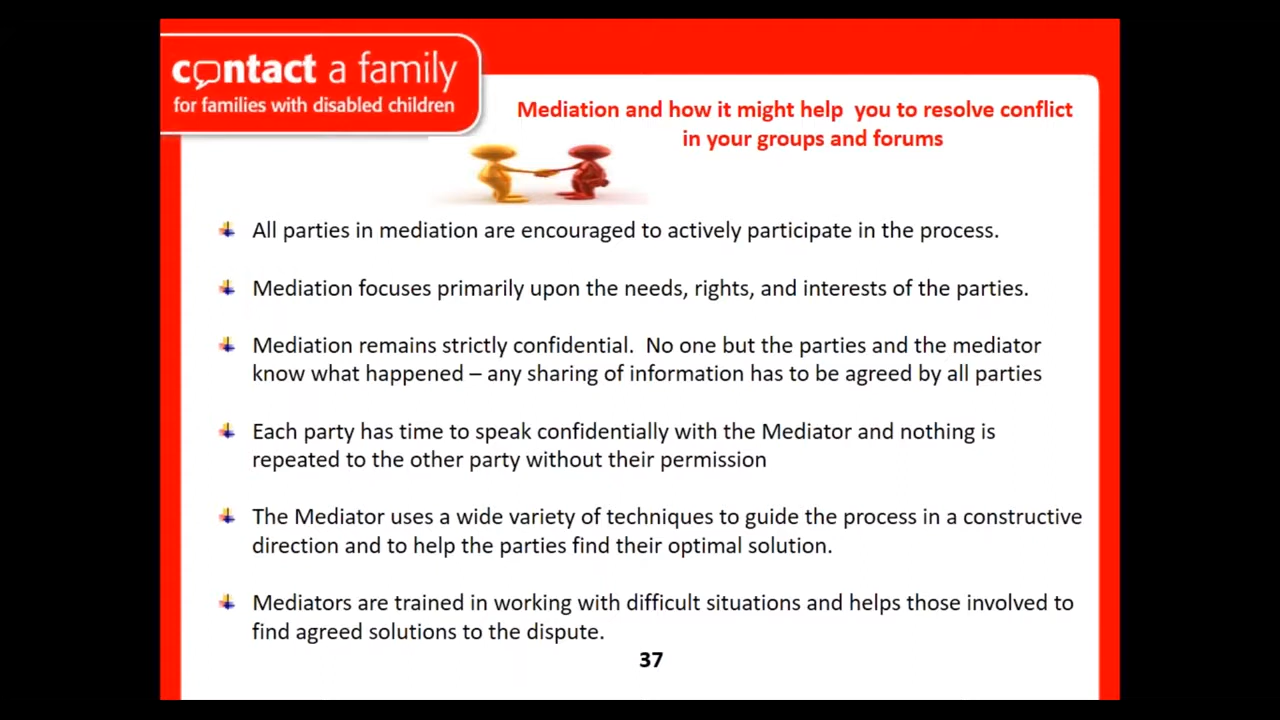 contact a family
for families with disabled children
Mediation and how it might help  you to resolve conflict
in your groups and forums
All parties in mediation are encouraged to actively participate in the process.
Mediation focuses primarily upon the needs, rights, and interests of the parties.
Mediation remains strictly confidential.  No one but the parties and the mediator
know what happened – any sharing of information has to be agreed by all parties
Each party has time to speak confidentially with the Mediator and nothing is
repeated to the other party without their permission
The Mediator uses a wide variety of techniques to guide the process in a constructive
direction and to help the parties find their optimal solution.
Mediators are trained in working with difficult situations and helps those involved to
find agreed solutions to the dispute.
37